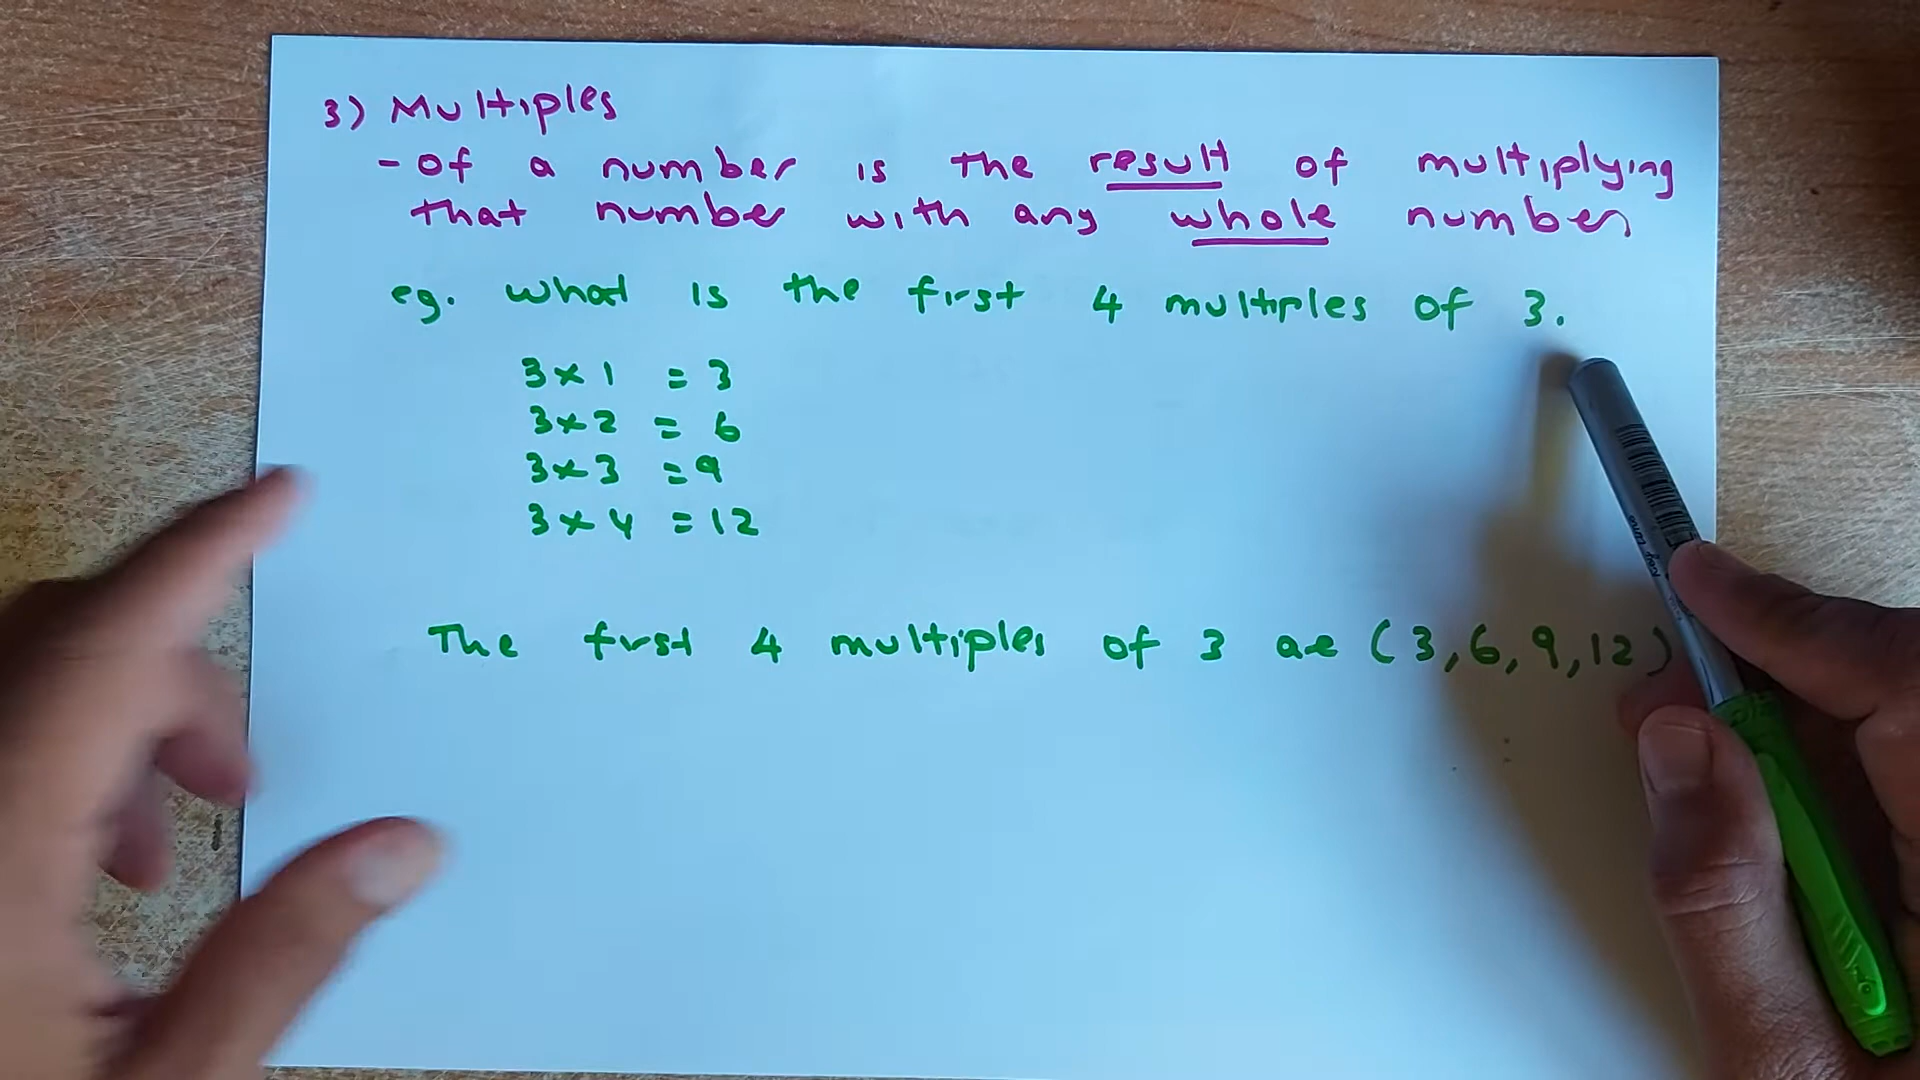 3) Multiples
- of a number is the result of multiplying
that number with any whole number
eg. what is the first 4 multiples of 3.
3 × 1 = 3
3 × 2 = 6
3 × 3 = 9
3 × 4 = 12
The first 4 multiples of 3 are (3, 6, 9, 12)